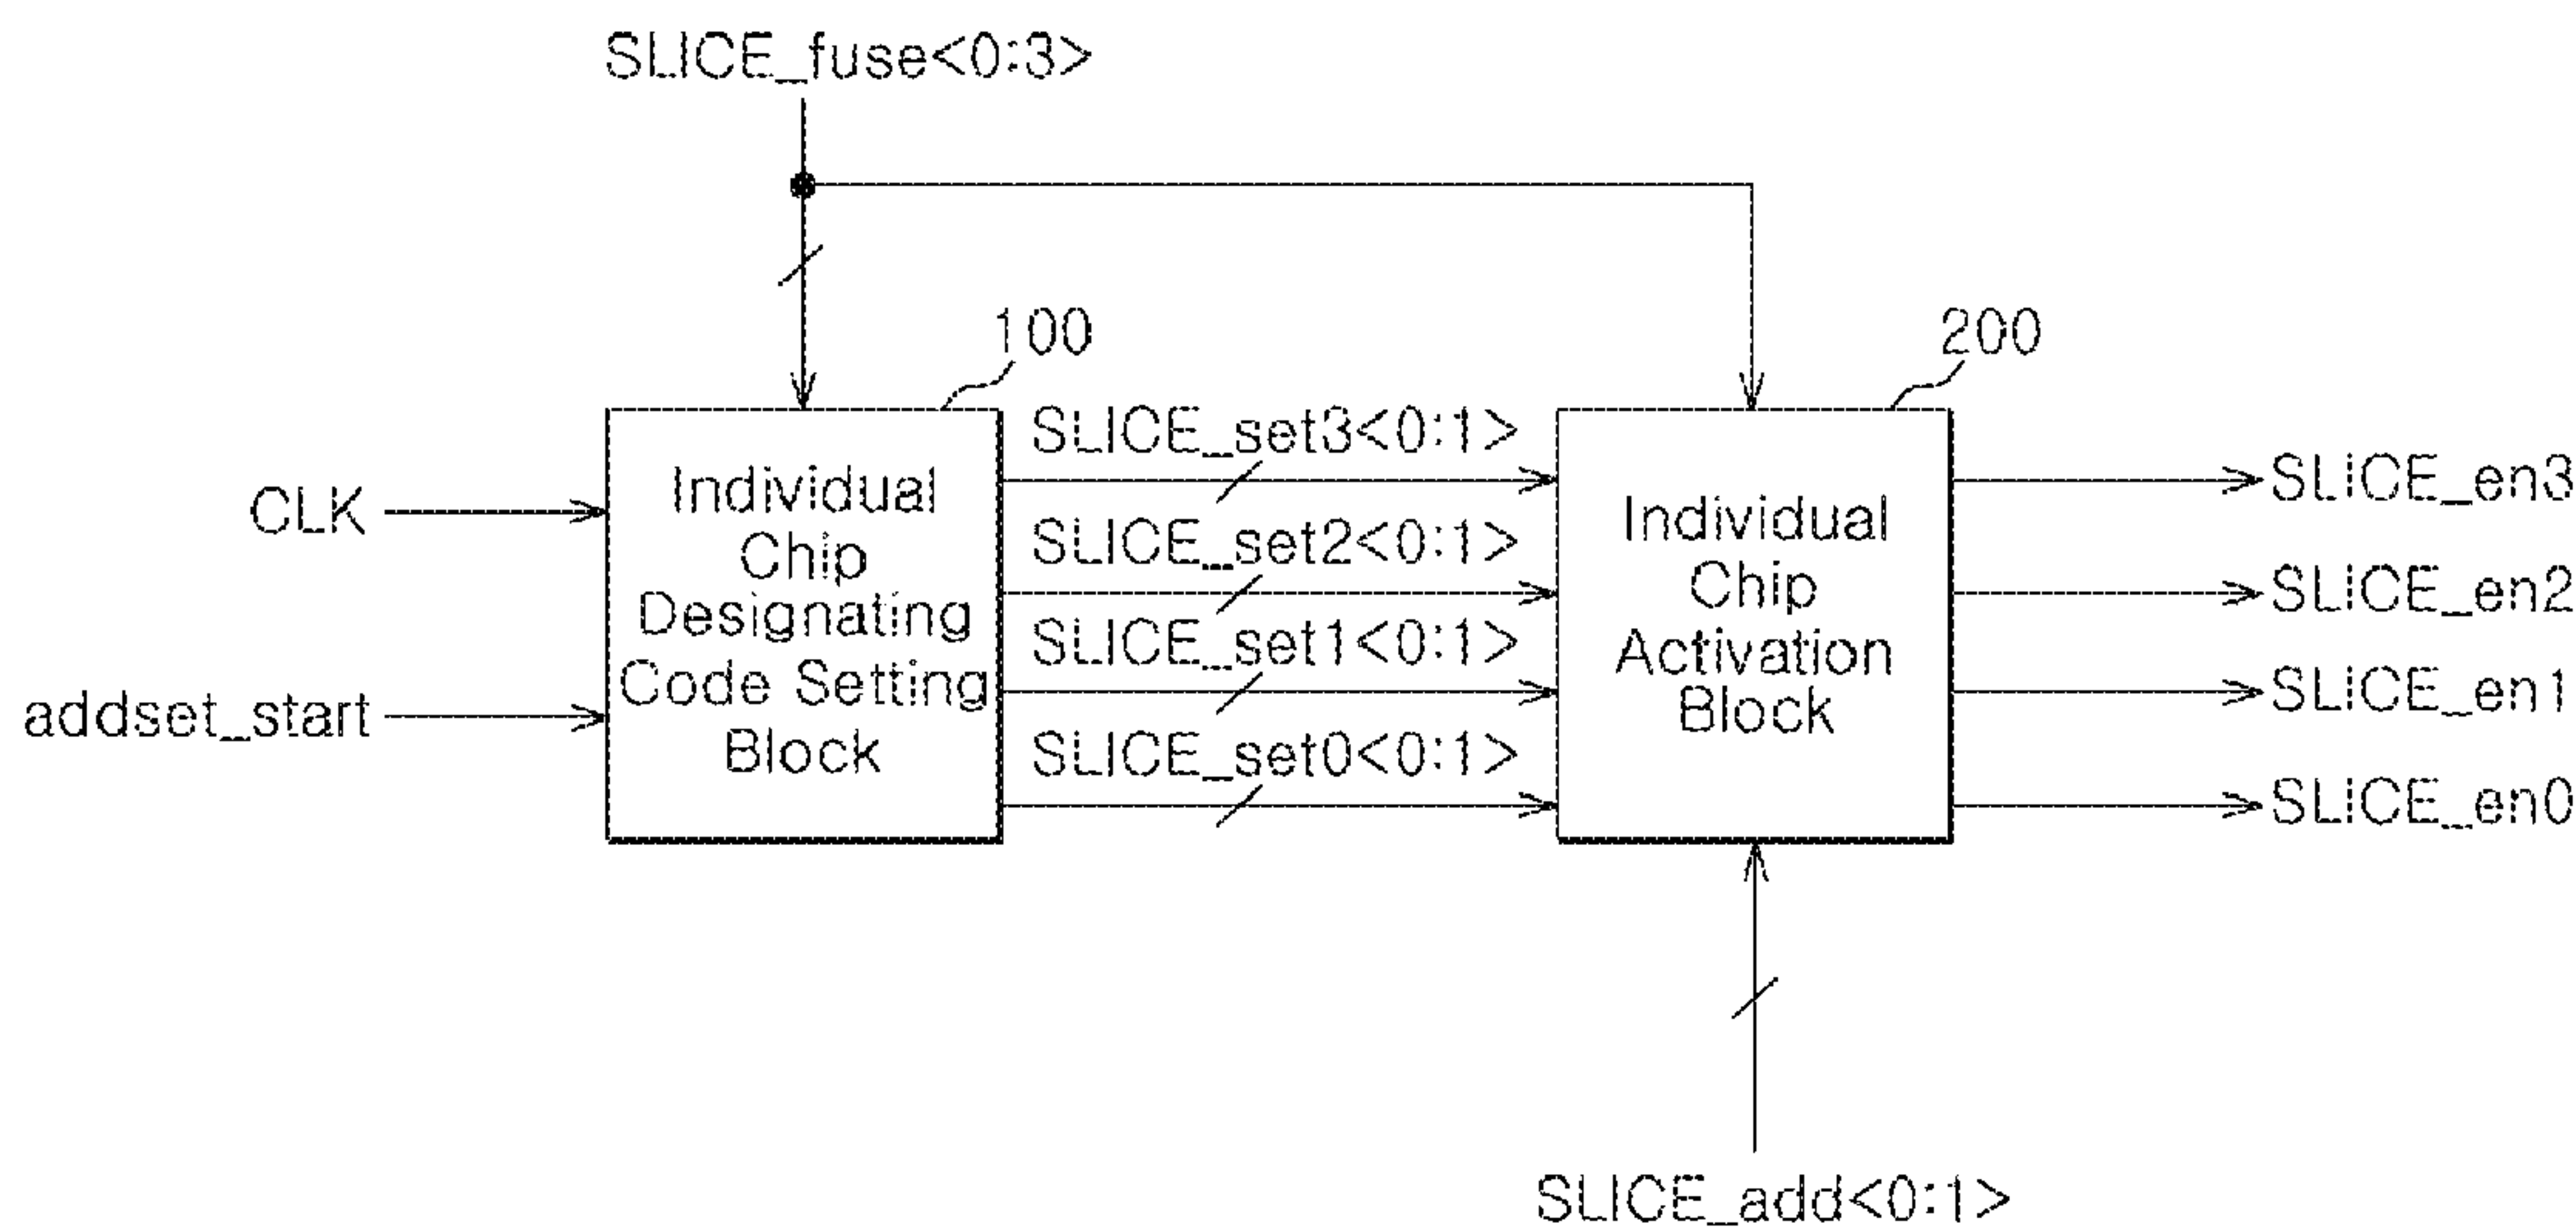 SLICE_fuse<0:3>
100
200
CLK
addset_start
Individual
Chip
Designating
Code Setting
Block
SLICE_set3<0:1>
SLICE_set2<0:1>
SLICE_set1<0:1>
SLICE_set0<0:1>
Individual
Chip
Activation
Block
SLICE_en3
SLICE_en2
SLICE_en1
SLICE_en0
SLICE_add<0:1>